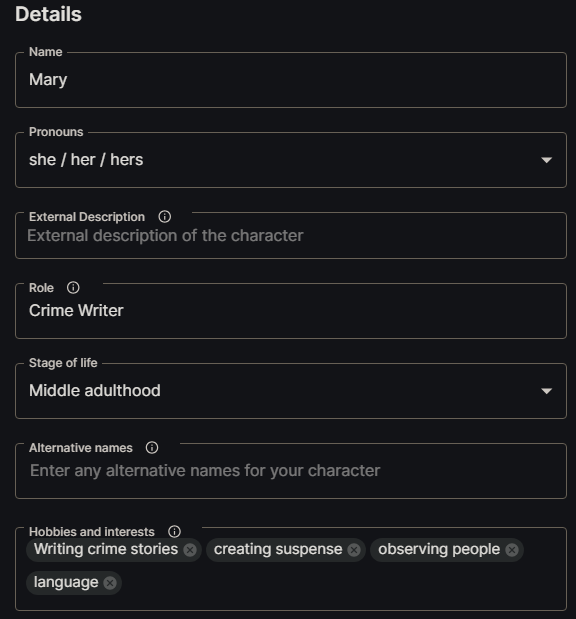 Details
Name
Mary
Pronouns
she / her / hers
External Description
External description of the character
Role
Crime Writer
Stage of life
Middle adulthood
Alternative names
Enter any alternative names for your character
Hobbies and interests
Writing crime stories creating suspense observing people
language